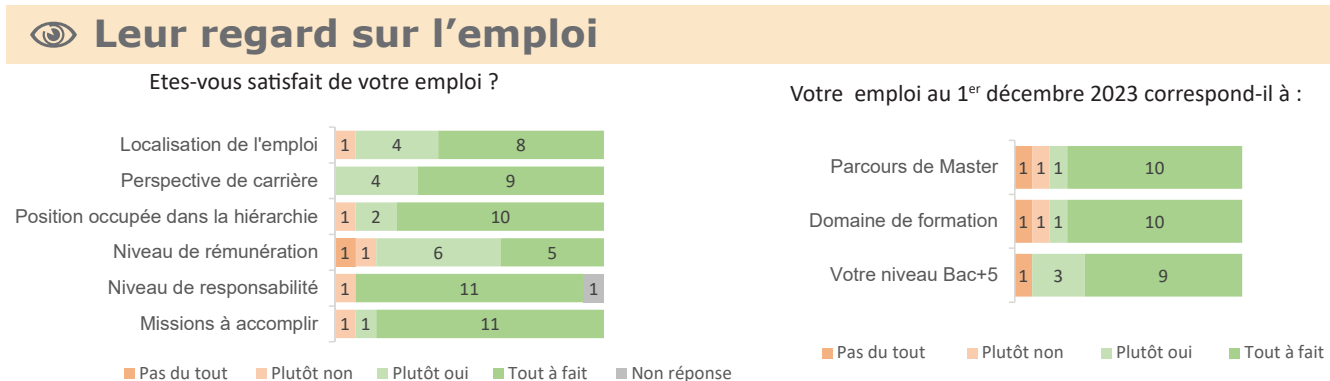 Leur regard sur l’emploi
Etes-vous satisfait de votre emploi ?
Localisation de l'emploi 1 4 8
Perspective de carrière 4 9
Position occupée dans la hiérarchie 1 2 10
Niveau de rémunération 1 1 6 5
Niveau de responsabilité 1 11 1
Missions à accomplir 1 1 11
Pas du tout Plutôt non Plutôt oui Tout à fait Non réponse
Votre emploi au 1er décembre 2023 correspond-il à :
Parcours de Master 1 1 1 10
Domaine de formation 1 1 1 10
Votre niveau Bac+5 1 3 9
Pas du tout Plutôt non Plutôt oui Tout à fait